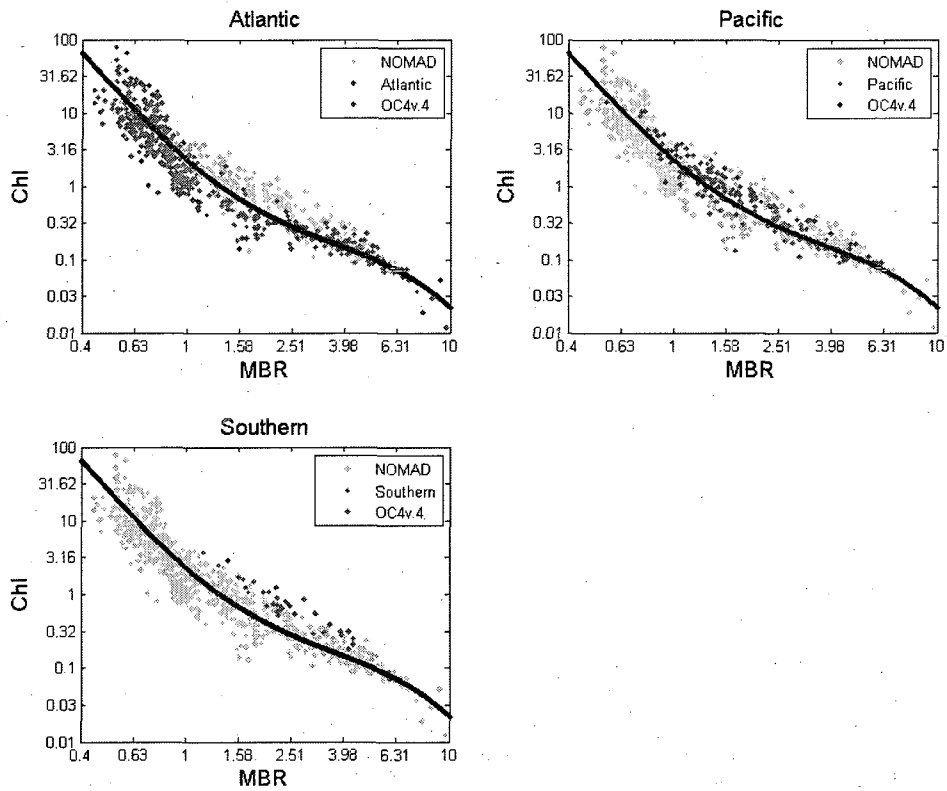 Atlantic
100
31.62
10
3.16
1
0.32
0.1
0.03
0.01
Chl
NOMAD
Atlantic
OC4v.4
0.4
0.63
1
1.58
2.51
3.98
6.31
10
MBR
Pacific
100
31.62
10
3.16
1
0.32
0.1
0.03
0.01
Chl
NOMAD
Pacific
OC4v.4
0.4
0.63
1
1.58
2.51
3.98
6.31
10
MBR
Southern
100
31.62
10
3.16
1
0.32
0.1
0.03
0.01
Chl
NOMAD
Southern
OC4v.4
0.4
0.63
1
1.58
2.51
3.98
6.31
10
MBR